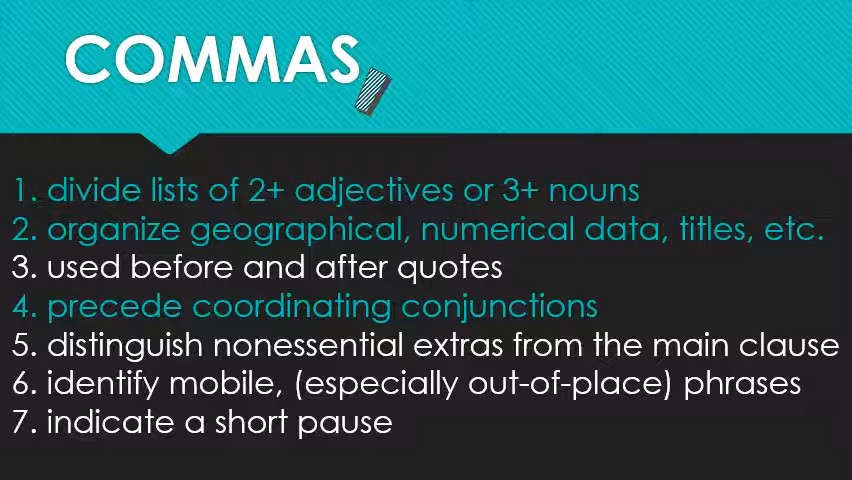 COMMAS
1. divide lists of 2+ adjectives or 3+ nouns
2. organize geographical, numerical data, titles, etc.
3. used before and after quotes
4. precede coordinating conjunctions
5. distinguish nonessential extras from the main clause
6. identify mobile, (especially out-of-place) phrases
7. indicate a short pause